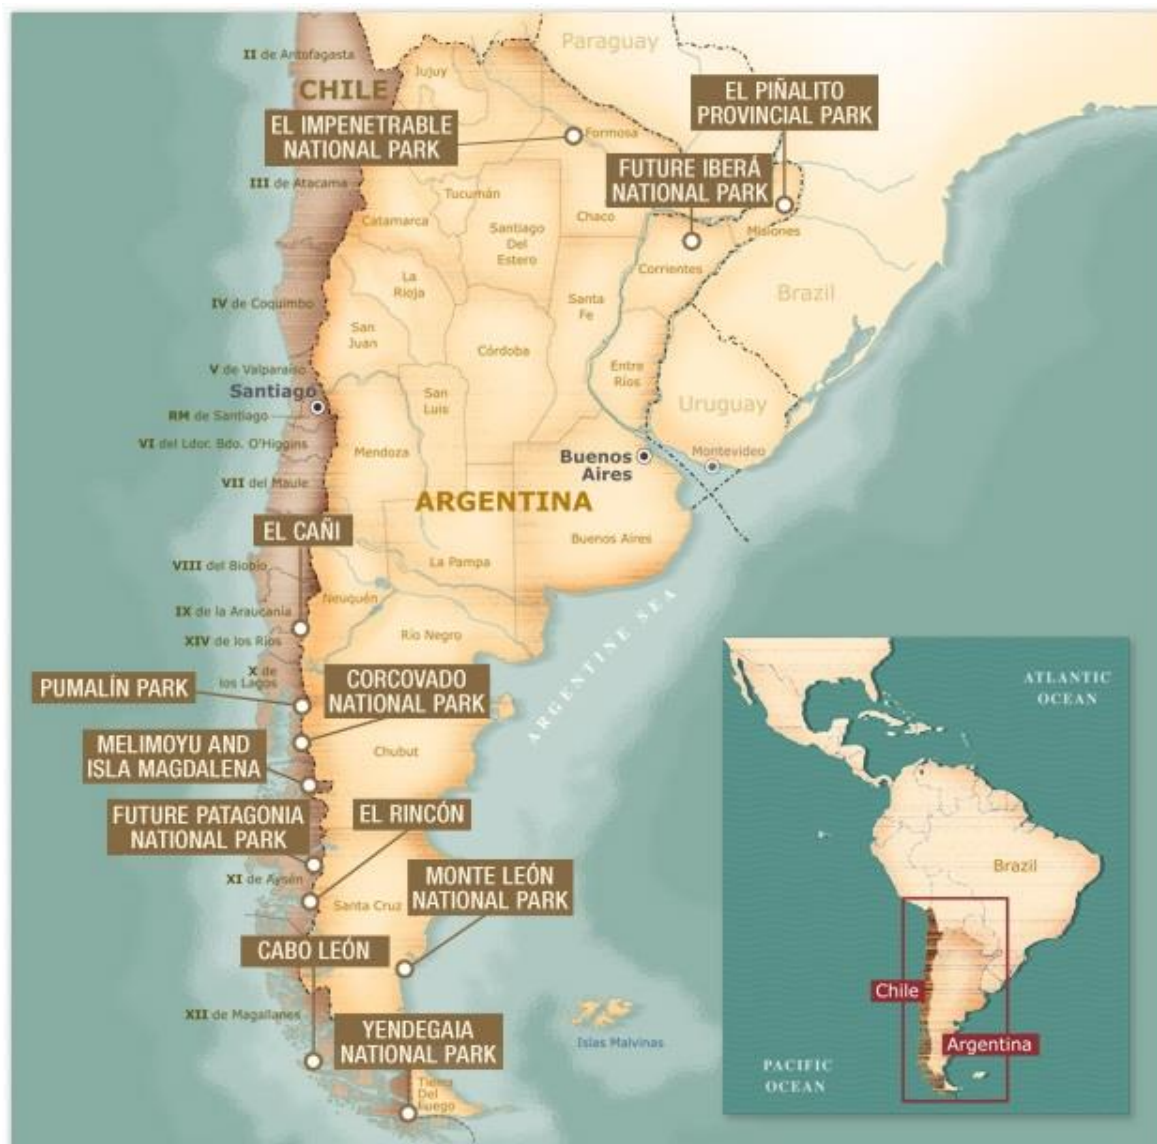 Paraguay
II de Antofagasta
Jujuy
CHILE
EL PIÑALITO
PROVINCIAL PARK
EL IMPENETRABLE
NATIONAL PARK
Formosa
FUTURE IBERÁ
NATIONAL PARK
III de Atacama
Tucumán
Catamarca
Chaco
Santiago
Del
Estero
Misiones
Corrientes
La
Rioja
Brazil
IV de Coquimbo
Santa
Fe
San
Juan
Córdoba
V de Valparaíso
Entre
Ríos
Santiago
San
Luis
Uruguay
RM de Santiago
VI del Ldor. Bdo. O'Higgins
Mendoza
Buenos
Aires
Montevideo
VII del Maule
ARGENTINA
EL CAÑI
Buenos Aires
VIII del Biobío
La Pampa
Neuquén
IX de la Araucanía
XIV de los Ríos
Río Negro
ARGENTINE SEA
X de
los Lagos
PUMALÍN PARK
CORCOVADO
NATIONAL PARK
MELIMOYU AND
ISLA MAGDALENA
Chubut
FUTURE PATAGONIA
NATIONAL PARK
EL RINCÓN
XI de Aysén
MONTE LEÓN
NATIONAL PARK
Santa Cruz
CABO LEÓN
XII de Magallanes
YENDEGAIA
NATIONAL PARK
Islas Malvinas
Tierra
Del
Fuego
ATLANTIC
OCEAN
Brazil
Chile
Argentina
PACIFIC
OCEAN